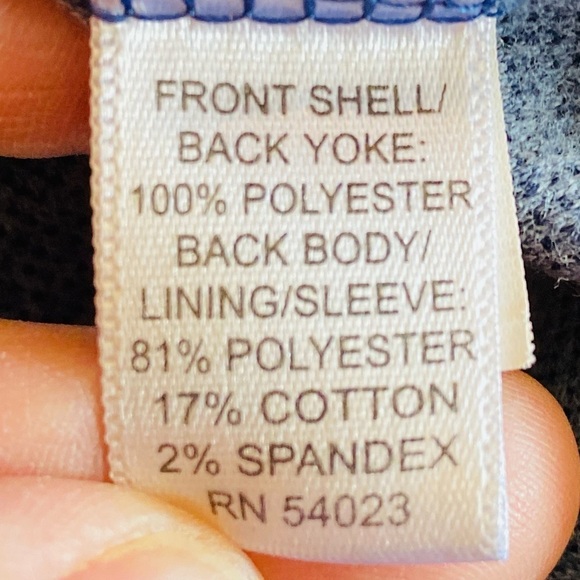 FRONT SHELL/
BACK YOKE:
100% POLYESTER
BACK BODY/
LINING/SLEEVE:
81% POLYESTER
17% COTTON
2% SPANDEX
RN 54023